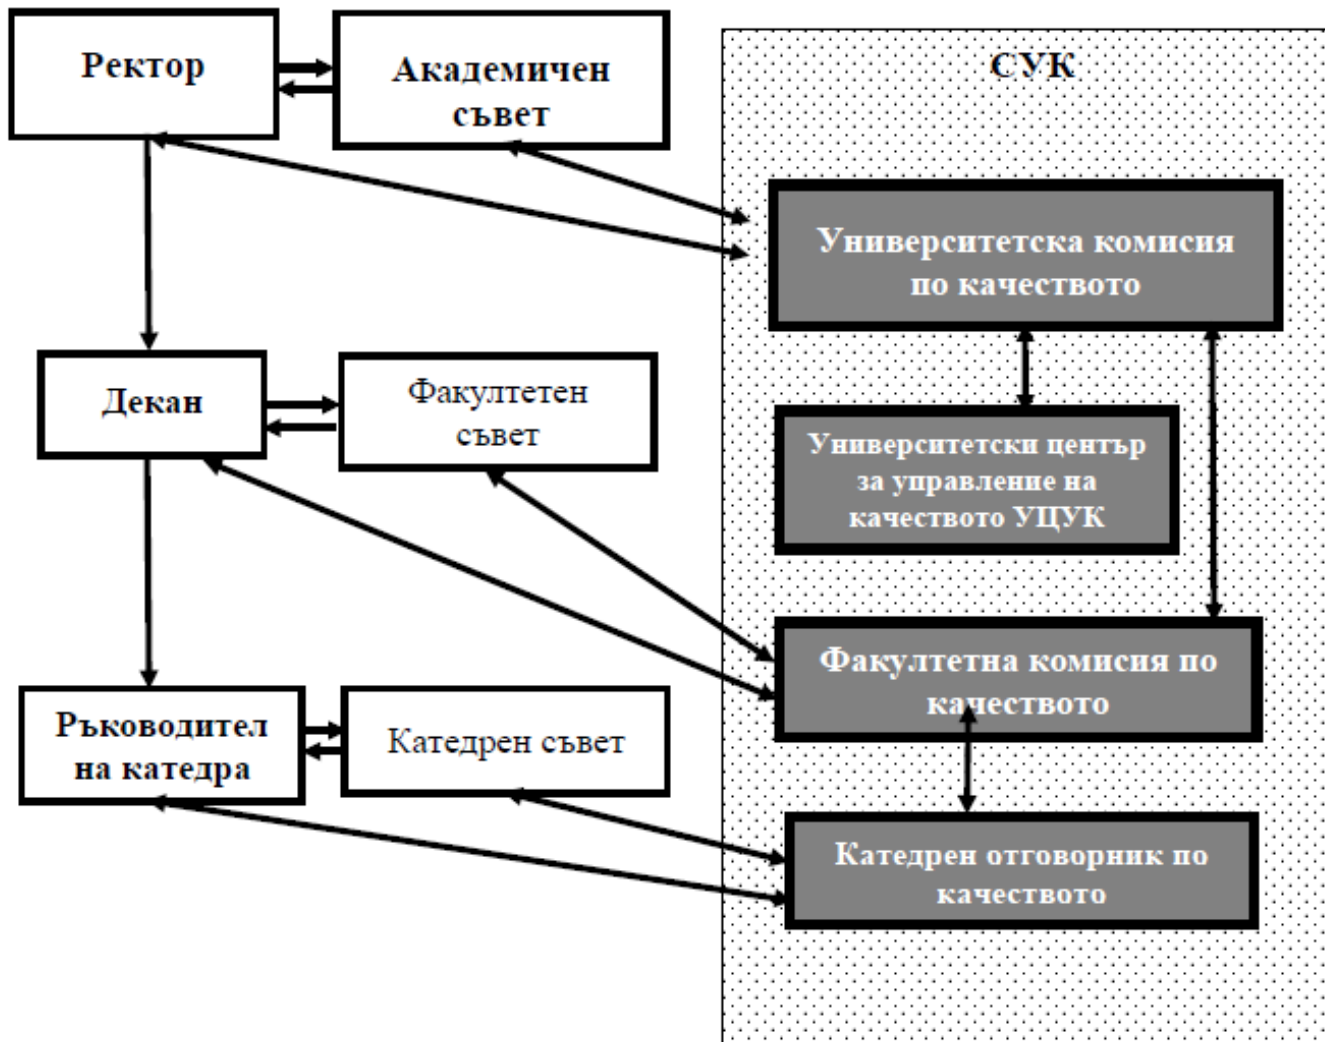 Ректор
Академичен
съвет
СУК
Университетска комисия
по качеството
Декан
Факултетен
съвет
Университетски център
за управление на
качеството УЦУК
Факултетна комисия по
качеството
Ръководител
на катедра
Катедрен съвет
Катедрен отговорник по
качеството